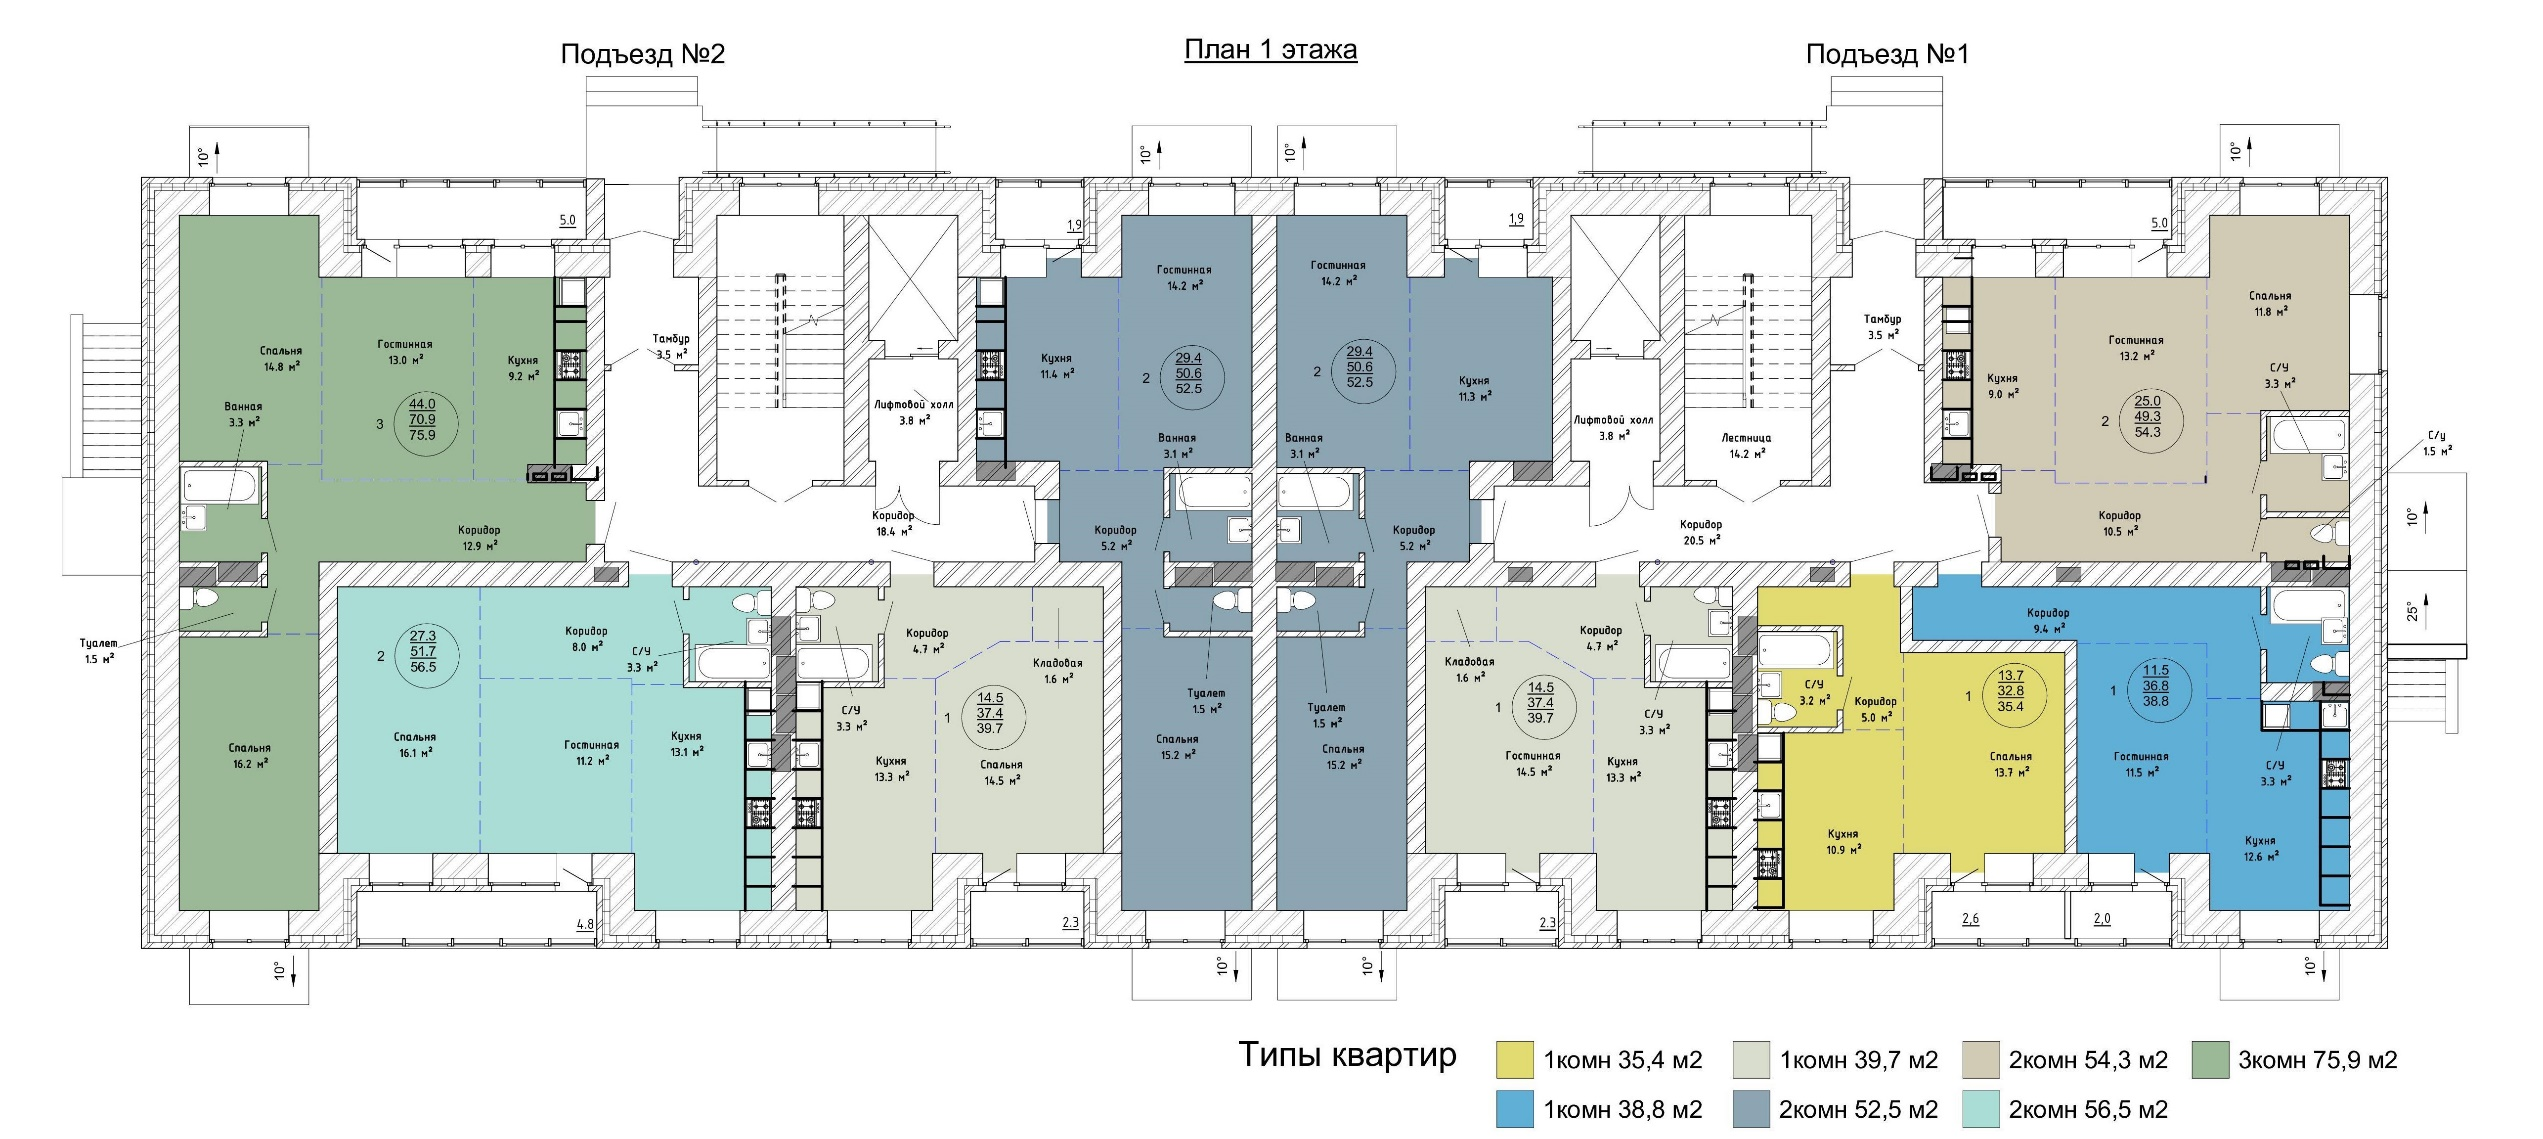 Подъезд №2
План 1 этажа
Подъезд №1
10°
10°
10°
10°
5.0
1,9
1,9
5.0
Спальня
14.8 м²
Гостинная
13.0 м²
Кухня
9.2 м²
Ванная
3.3 м²
3
44.0
70.9
75.9
Коридор
12.9 м²
Туалет
1.5 м²
Спальня
16.2 м²
Тамбур
3.5 м²
Лифтовой холл
3.8 м²
Коридор
18.4 м²
Гостинная
14.2 м²
Кухня
11.4 м²
2
29.4
50.6
52.5
Ванная
3.1 м²
Коридор
5.2 м²
Туалет
1.5 м²
Спальня
15.2 м²
Гостинная
14.2 м²
2
29.4
50.6
52.5
Кухня
11.3 м²
Ванная
3.1 м²
Коридор
5.2 м²
Туалет
1.5 м²
Спальня
15.2 м²
Лифтовой холл
3.8 м²
Лестница
14.2 м²
Коридор
20.5 м²
Тамбур
3.5 м²
Спальня
11.8 м²
Гостинная
13.2 м²
Кухня
9.0 м²
С/У
3.3 м²
2
25.0
49.3
54.3
С/у
1.5 м²
Коридор
10.5 м²
10°
25°
2
27.3
51.7
56.5
Коридор
8.0 м²
С/У
3.3 м²
Спальня
16.1 м²
Гостинная
11.2 м²
Кухня
13.1 м²
Коридор
4.7 м²
Кладовая
1.6 м²
С/У
3.3 м²
1
14.5
37.4
39.7
Кухня
13.3 м²
Спальня
14.5 м²
Коридор
4.7 м²
Кладовая
1.6 м²
1
14.5
37.4
39.7
С/У
3.3 м²
Гостинная
14.5 м²
Кухня
13.3 м²
С/У
3.2 м²
Коридор
5.0 м²
1
13.7
32.8
35.4
Спальня
13.7 м²
Кухня
10.9 м²
Коридор
9.4 м²
1
11.5
36.8
38.8
Гостинная
11.5 м²
С/У
3.3 м²
Кухня
12.6 м²
4.8
2.3
2.3
2,6
2,0
10°
10°
10°
10°
Типы квартир
1комн 35,4 м2
1комн 39,7 м2
2комн 54,3 м2
3комн 75,9 м2
1комн 38,8 м2
2комн 52,5 м2
2комн 56,5 м2